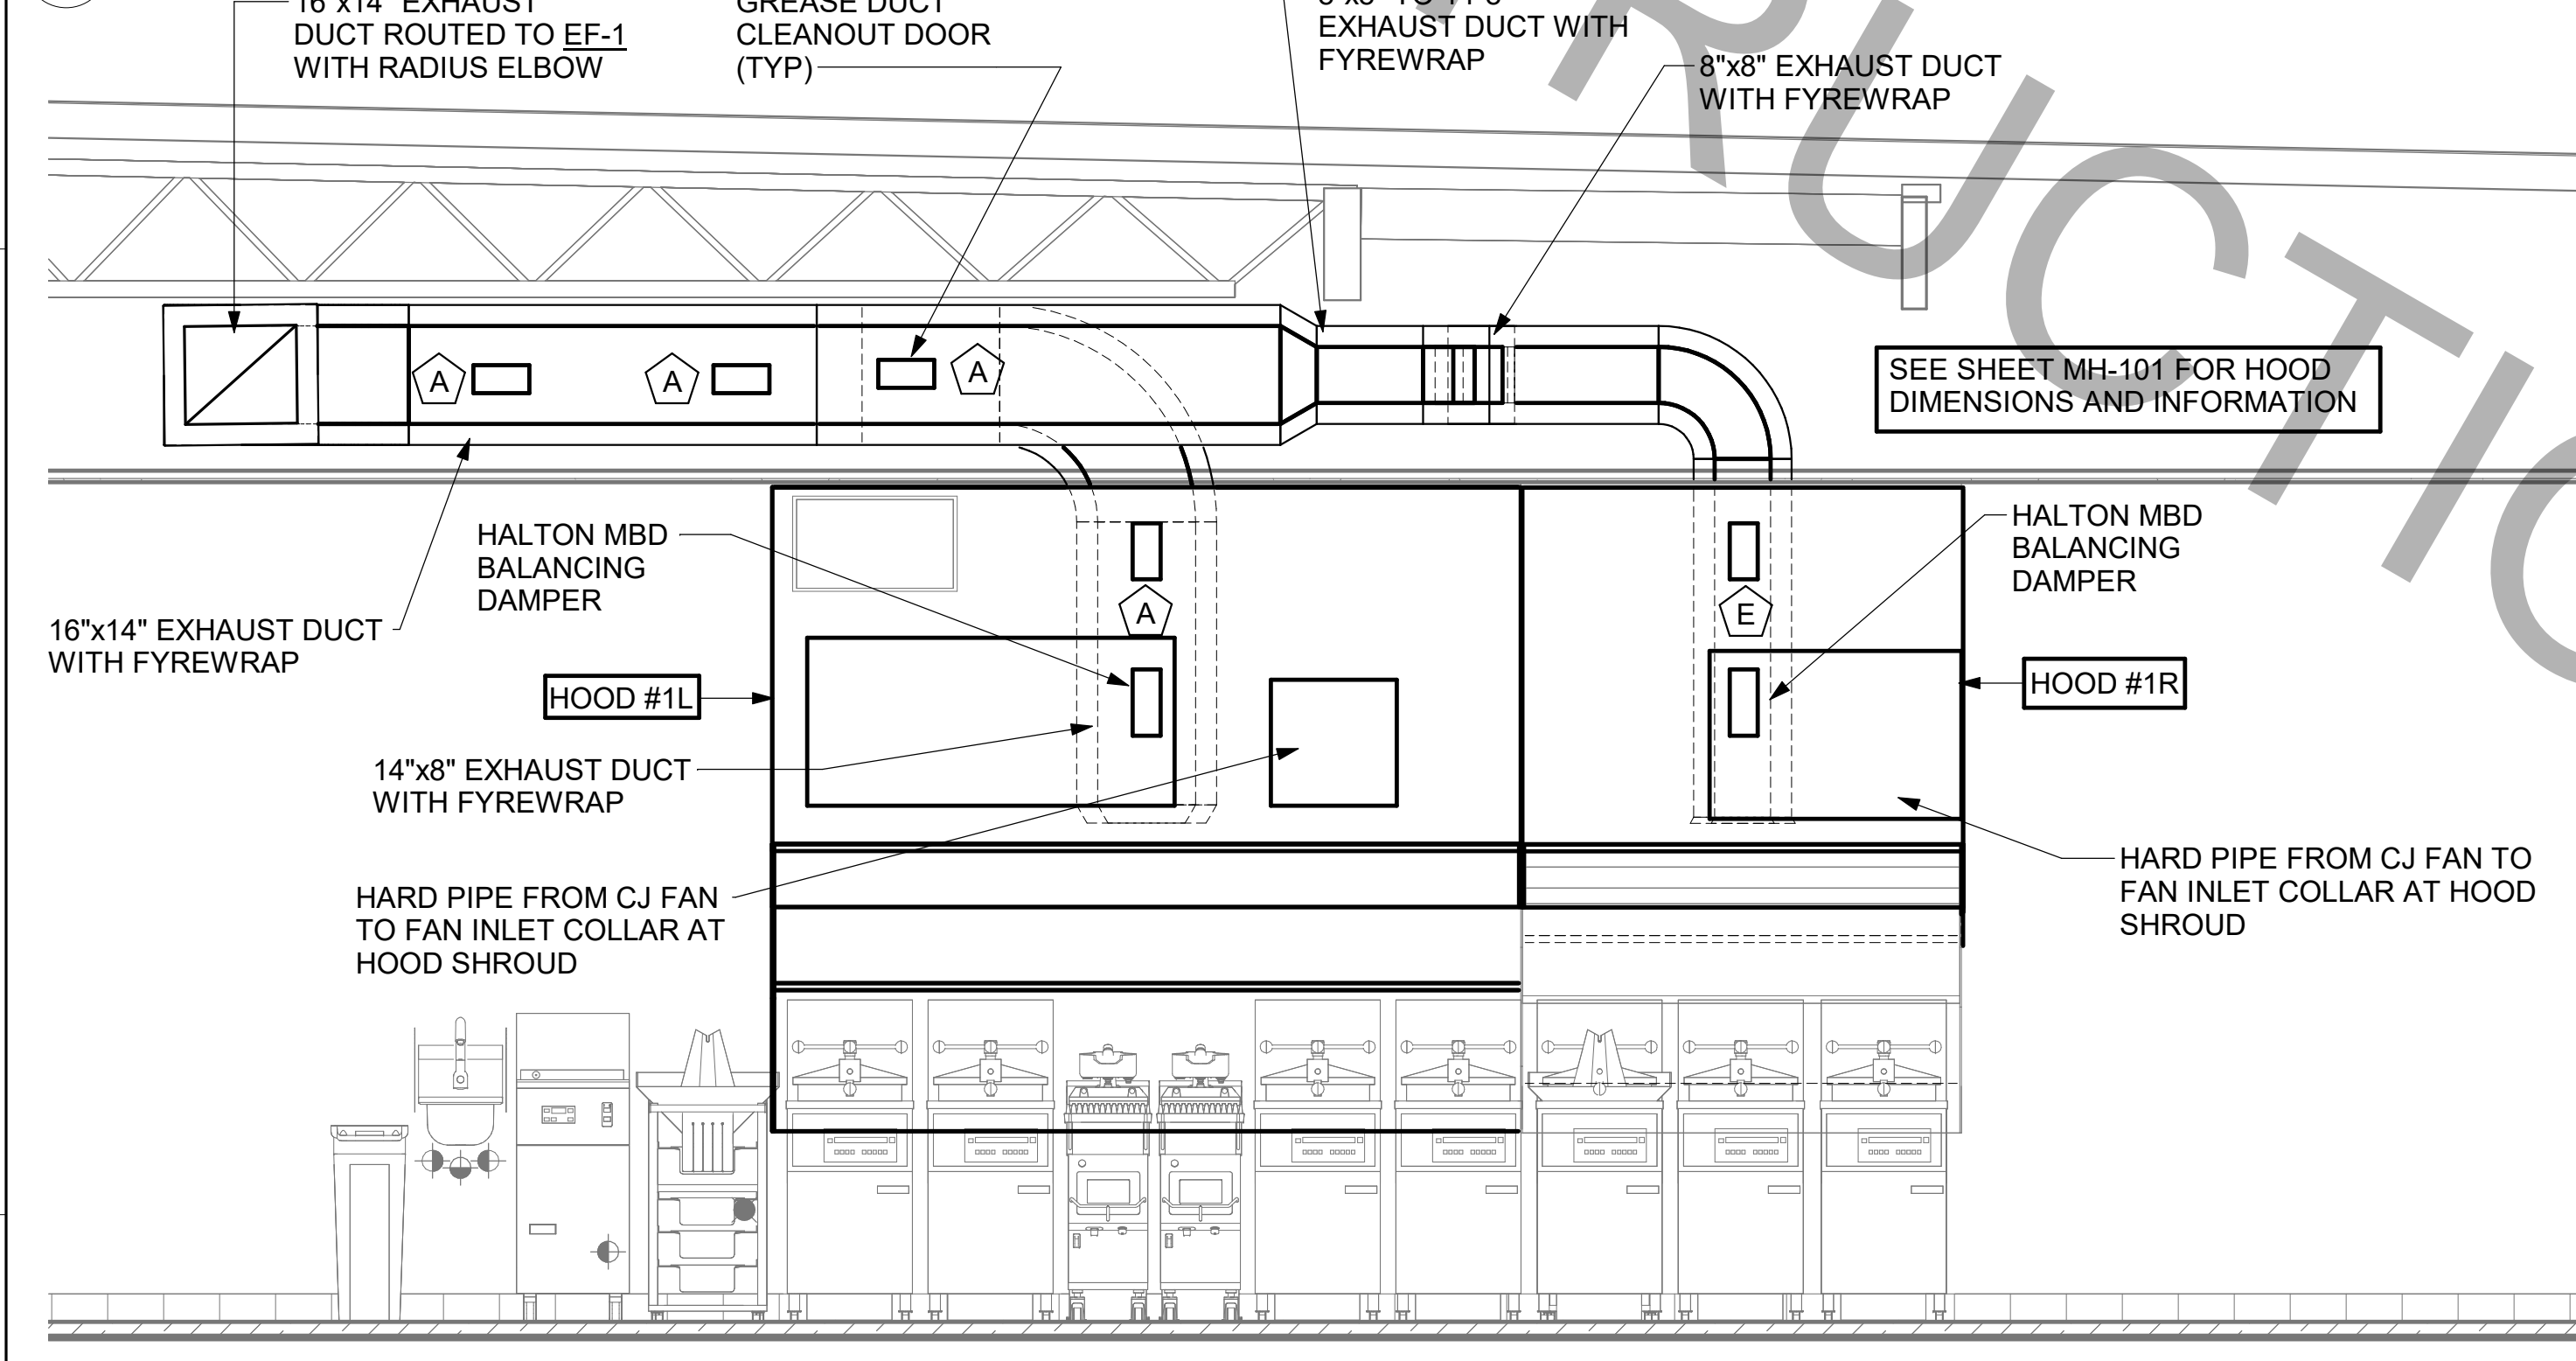 16"x14" EXHAUST
DUCT ROUTED TO EF-1
WITH RADIUS ELBOW
GREASE DUCT
CLEANOUT DOOR
(TYP)
EXHAUST DUCT WITH
FYREWRAP
8"x8" EXHAUST DUCT
WITH FYREWRAP
A
A
A
SEE SHEET MH-101 FOR HOOD
DIMENSIONS AND INFORMATION
HALTON MBD
BALANCING
DAMPER
HALTON MBD
BALANCING
DAMPER
A
E
16"x14" EXHAUST DUCT
WITH FYREWRAP
HOOD #1L
HOOD #1R
14"x8" EXHAUST DUCT
WITH FYREWRAP
HARD PIPE FROM CJ FAN
TO FAN INLET COLLAR AT
HOOD SHROUD
HARD PIPE FROM CJ FAN TO
FAN INLET COLLAR AT HOOD
SHROUD
RUCTIO